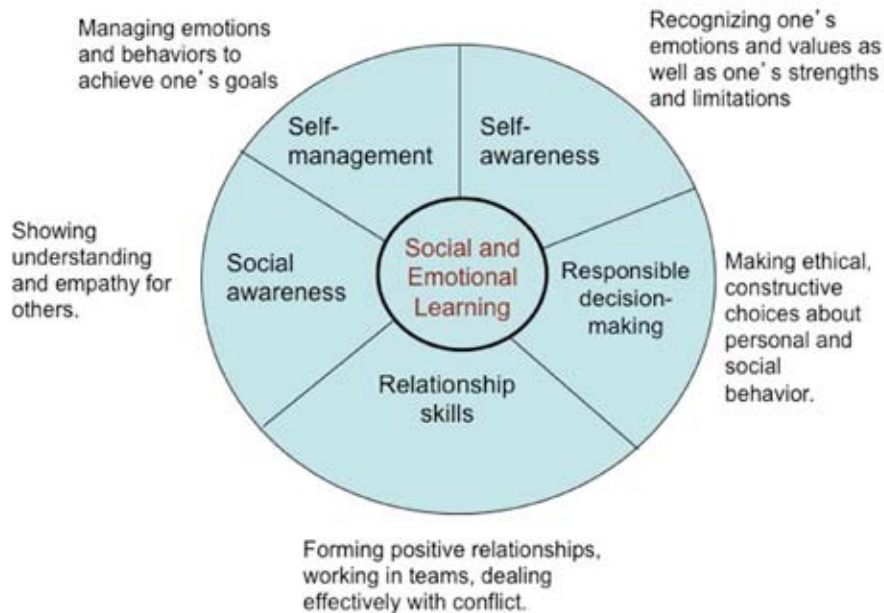 Managing emotions
and behaviors to
achieve one's goals
Recognizing one's
emotions and values as
well as one's strengths
and limitations
Self-
management
Self-
awareness
Showing
understanding
and empathy for
others.
Social
awareness
Social and
Emotional
Learning
Responsible
decision-
making
Making ethical,
constructive
choices about
personal and
social
behavior.
Relationship
skills
Forming positive relationships,
working in teams, dealing
effectively with conflict.